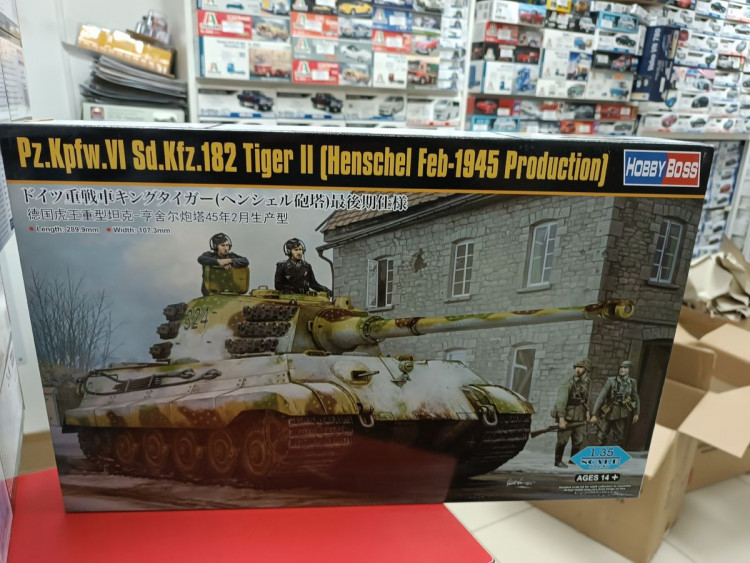 Pz.Kpfw.VI Sd.Kfz.182 Tiger II (Henschel Feb-1945 Production)
HOBBY BOSS
ドイツ重戦車キングタイガー(ヘンシェル砲塔)最後期仕様
德国虎王重型坦克-亨舍尔炮塔45年2月生产型
Length: 289.9mm Width: 107.3mm
324
1:35
SCALE
AGES 14 +